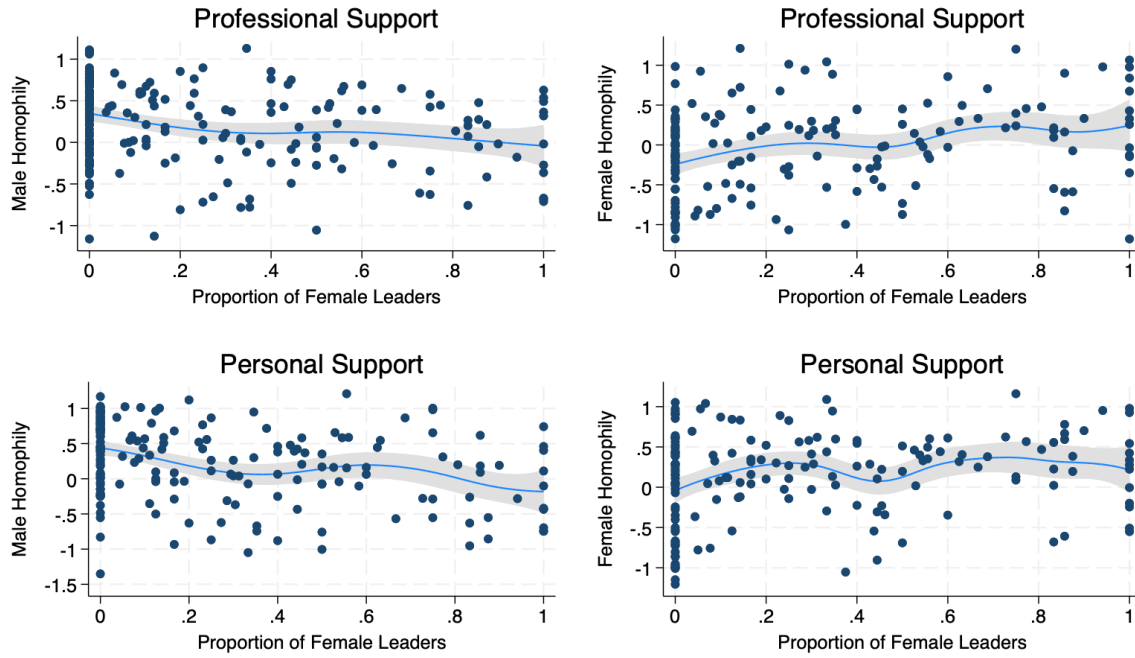 Professional Support
Male Homophily
1
.5
0
-.5
-1
0 .2 .4 .6 .8 1
Proportion of Female Leaders
Professional Support
Female Homophily
1
.5
0
-.5
-1
0 .2 .4 .6 .8 1
Proportion of Female Leaders
Personal Support
Male Homophily
1
.5
0
-.5
-1
-1.5
0 .2 .4 .6 .8 1
Proportion of Female Leaders
Personal Support
Female Homophily
1
.5
0
-.5
-1
0 .2 .4 .6 .8 1
Proportion of Female Leaders